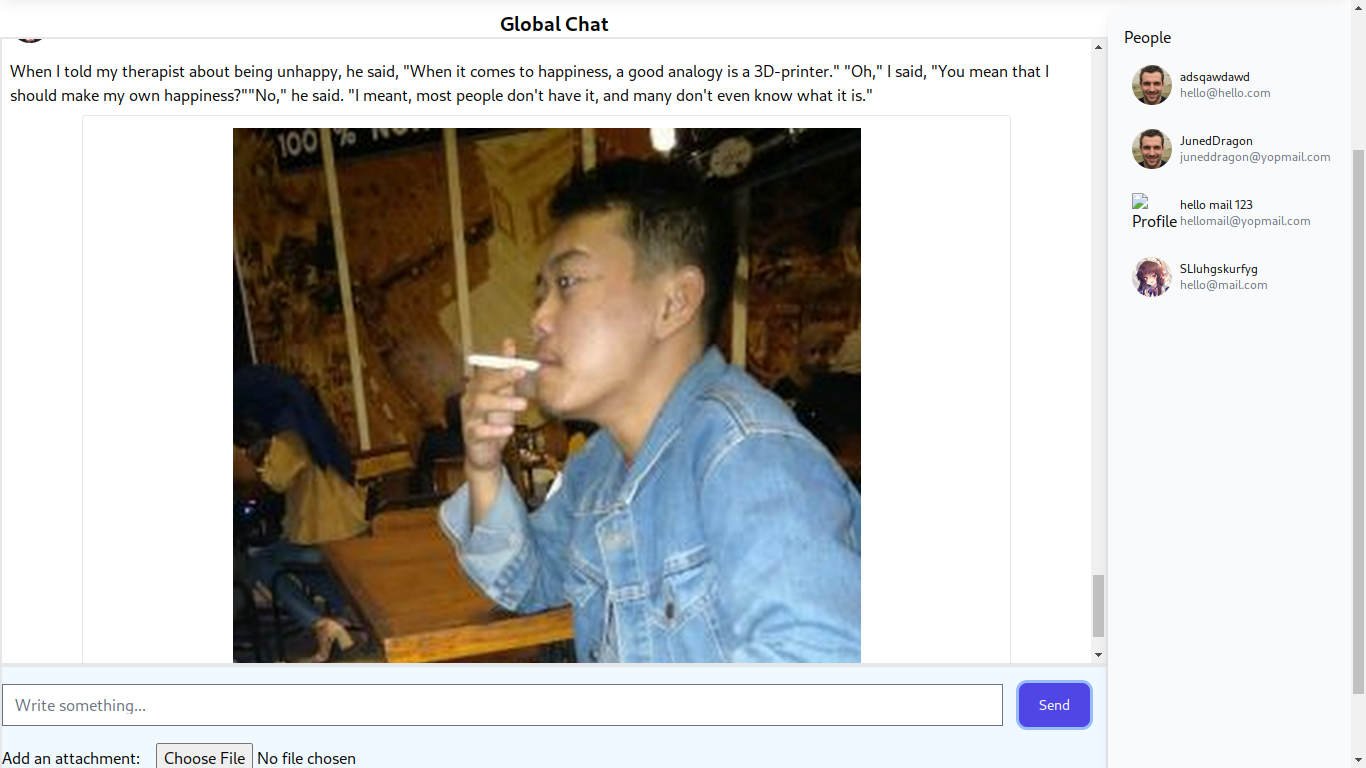 Global Chat
When I told my therapist about being unhappy, he said, "When it comes to happiness, a good analogy is a 3D-printer." "Oh," I said, "You mean that I
should make my own happiness?""No," he said. "I meant, most people don't have it, and many don't even know what it is."
100 %
Write something...
Send
Add an attachment:
Choose File No file chosen
People
adsqawdawd
hello@hello.com
JunedDragon
juneddragon@yopmail.com
Profile
hello mail 123
hellomail@yopmail.com
SLluhgskurfyg
hello@mail.com